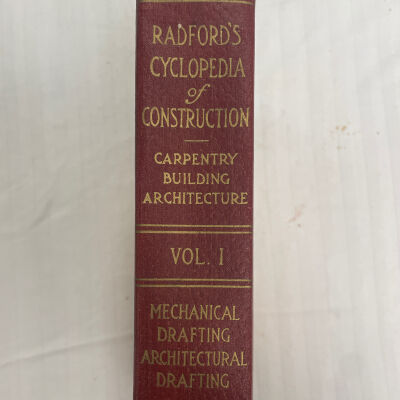 RADFORD'S
CYCLOPEDIA
of
CONSTRUCTION
CARPENTRY
BUILDING
ARCHITECTURE
VOL. I
MECHANICAL
DRAFTING
ARCHITECTURAL
DRAFTING